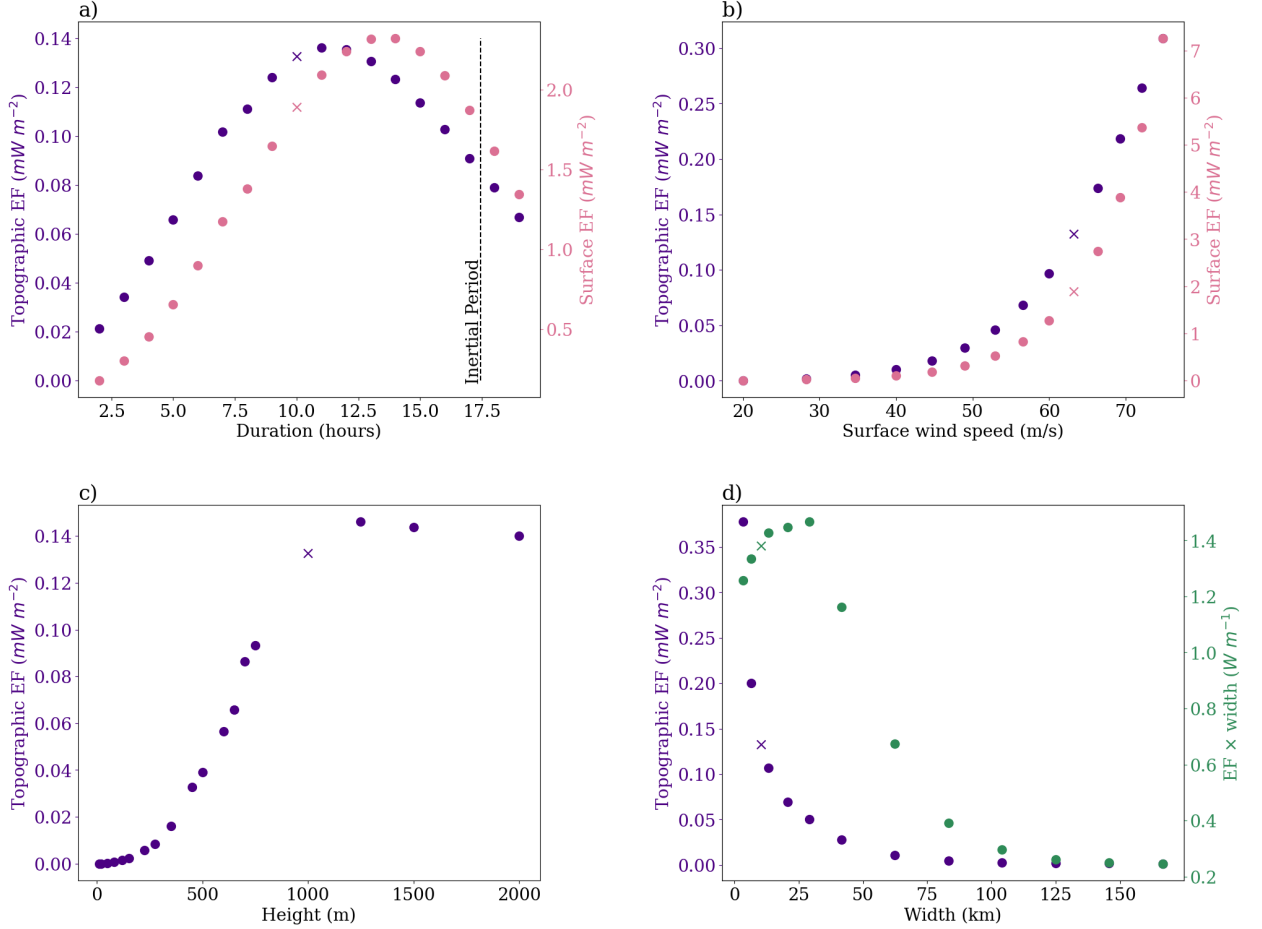 a)
0.14
0.12
0.10
0.08
0.06
0.04
0.02
0.00
Topographic EF (mW m⁻²)
2.0
1.5
1.0
0.5
Surface EF (mW m⁻²)
Inertial Period
2.5 5.0 7.5 10.0 12.5 15.0 17.5
Duration (hours)
b)
0.30
0.25
0.20
0.15
0.10
0.05
0.00
Topographic EF (mW m⁻²)
7
6
5
4
3
2
1
0
Surface EF (mW m⁻²)
20 30 40 50 60 70
Surface wind speed (m/s)
c)
0.14
0.12
0.10
0.08
0.06
0.04
0.02
0.00
Topographic EF (mW m⁻²)
0 500 1000 1500 2000
Height (m)
d)
0.35
0.30
0.25
0.20
0.15
0.10
0.05
0.00
Topographic EF (mW m⁻²)
1.4
1.2
1.0
0.8
0.6
0.4
0.2
EF × width (W m⁻¹)
0 25 50 75 100 125 150
Width (km)